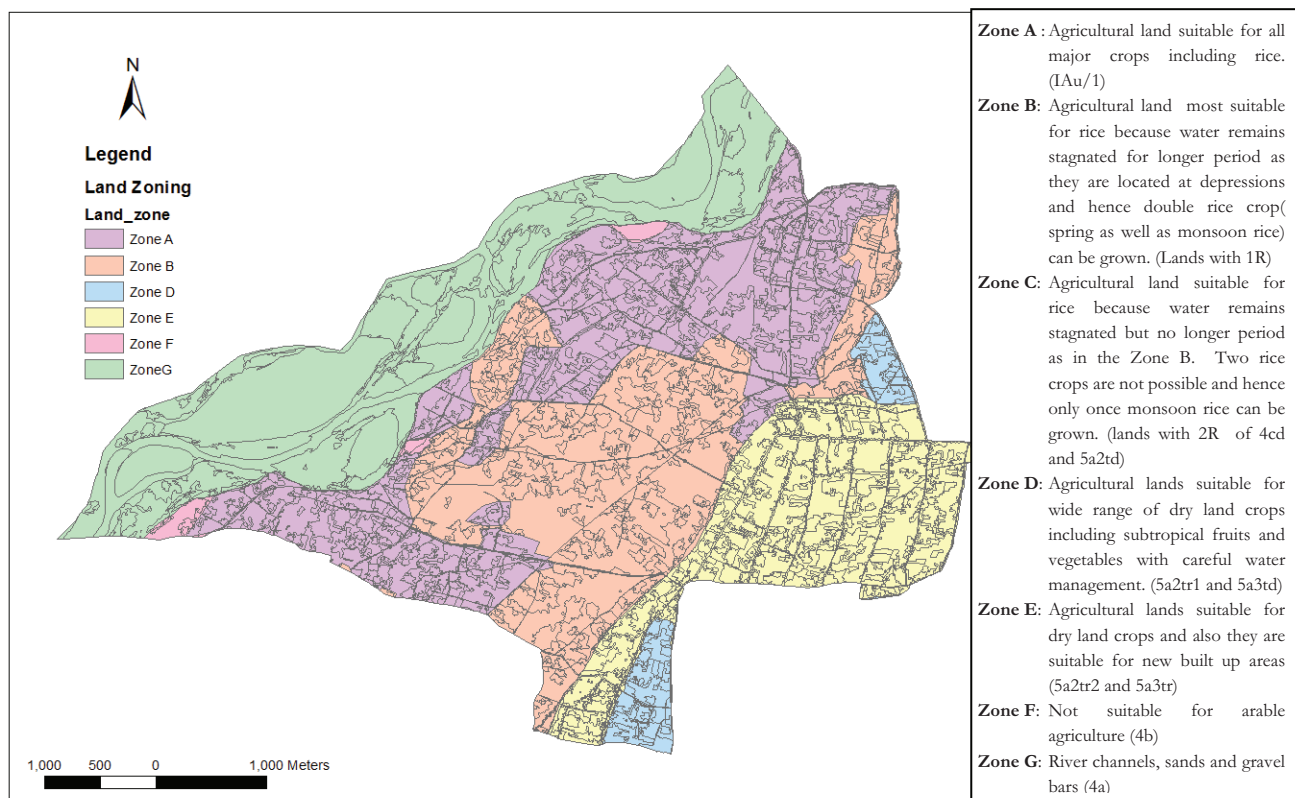 N
Legend
Land Zoning
Land_zone
Zone A
Zone B
Zone D
Zone E
Zone F
ZoneG
1,000 500 0 1,000 Meters
Zone A : Agricultural land suitable for all
major crops including rice.
(IAu/1)
Zone B: Agricultural land most suitable
for rice because water remains
stagnated for longer period as
they are located at depressions
and hence double rice crop(
spring as well as monsoon rice)
can be grown. (Lands with 1R)
Zone C: Agricultural land suitable for
rice because water remains
stagnated but no longer period
as in the Zone B. Two rice
crops are not possible and hence
only once monsoon rice can be
grown. (lands with 2R of 4cd
and 5a2td)
Zone D: Agricultural lands suitable for
wide range of dry land crops
including subtropical fruits and
vegetables with careful water
management. (5a2tr1 and 5a3td)
Zone E: Agricultural lands suitable for
dry land crops and also they are
suitable for new built up areas
(5a2tr2 and 5a3tr)
Zone F: Not suitable for arable
agriculture (4b)
Zone G: River channels, sands and gravel
bars (4a)